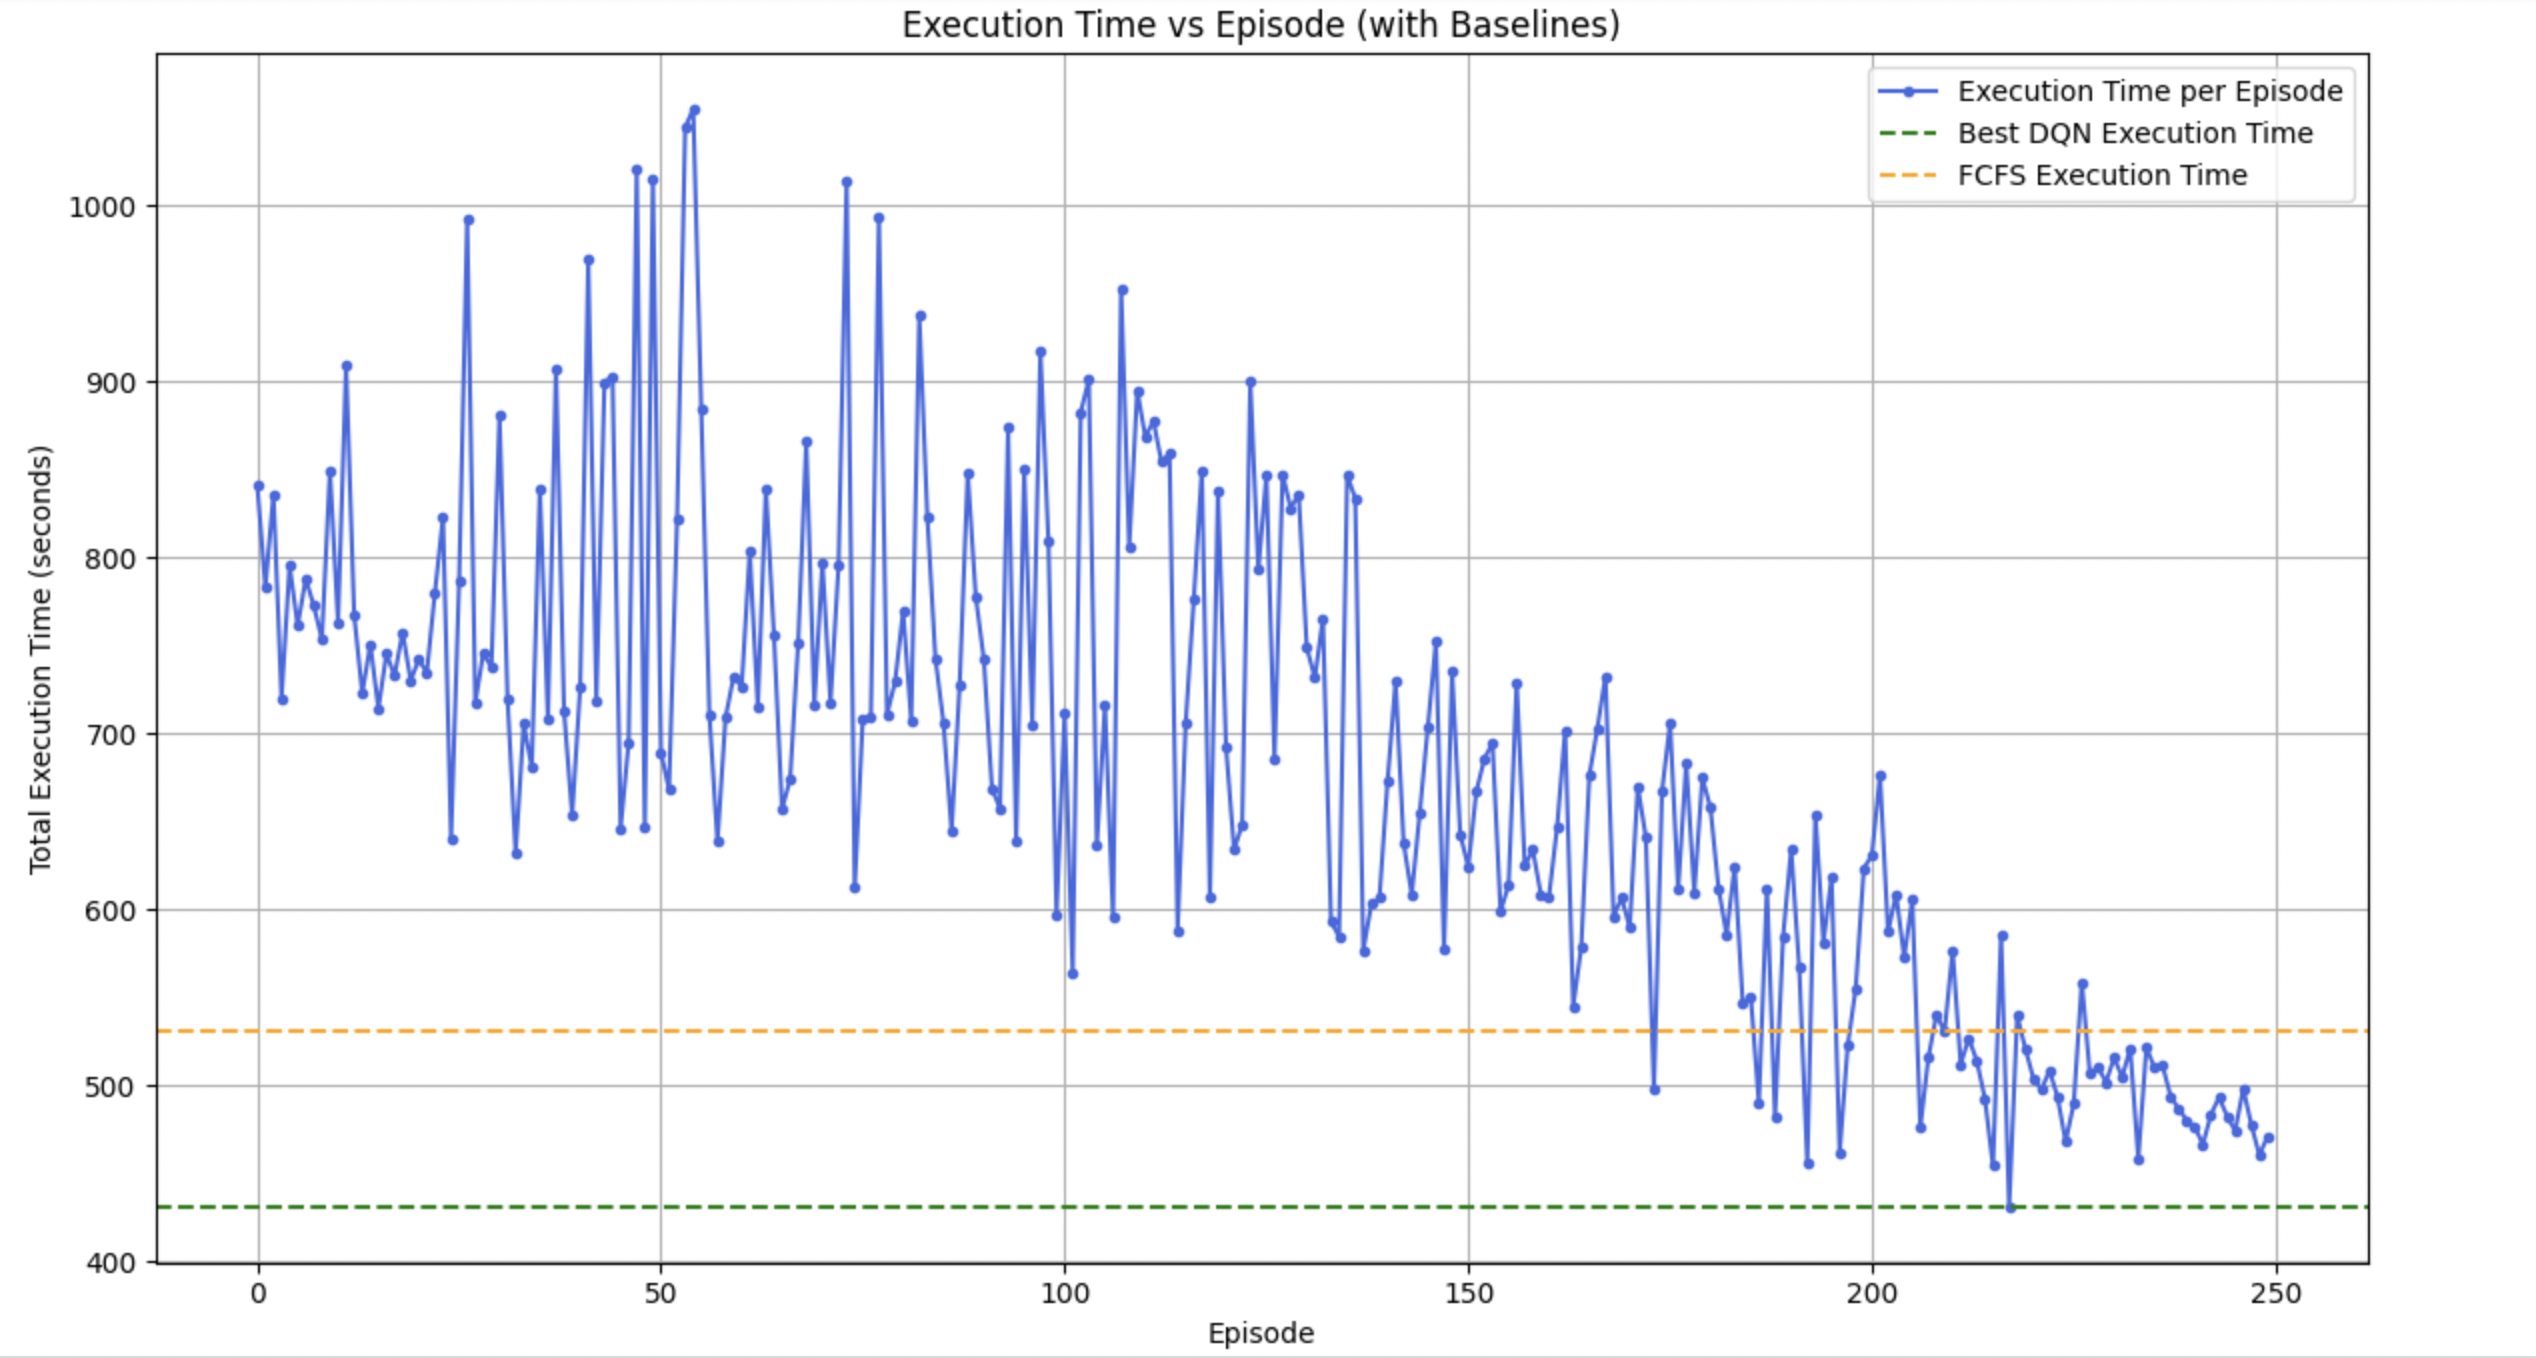 Execution Time vs Episode (with Baselines)
Execution Time per Episode
Best DQN Execution Time
FCFS Execution Time
Total Execution Time (seconds)
1000
900
800
700
600
500
400
0 50 100 150 200 250
Episode